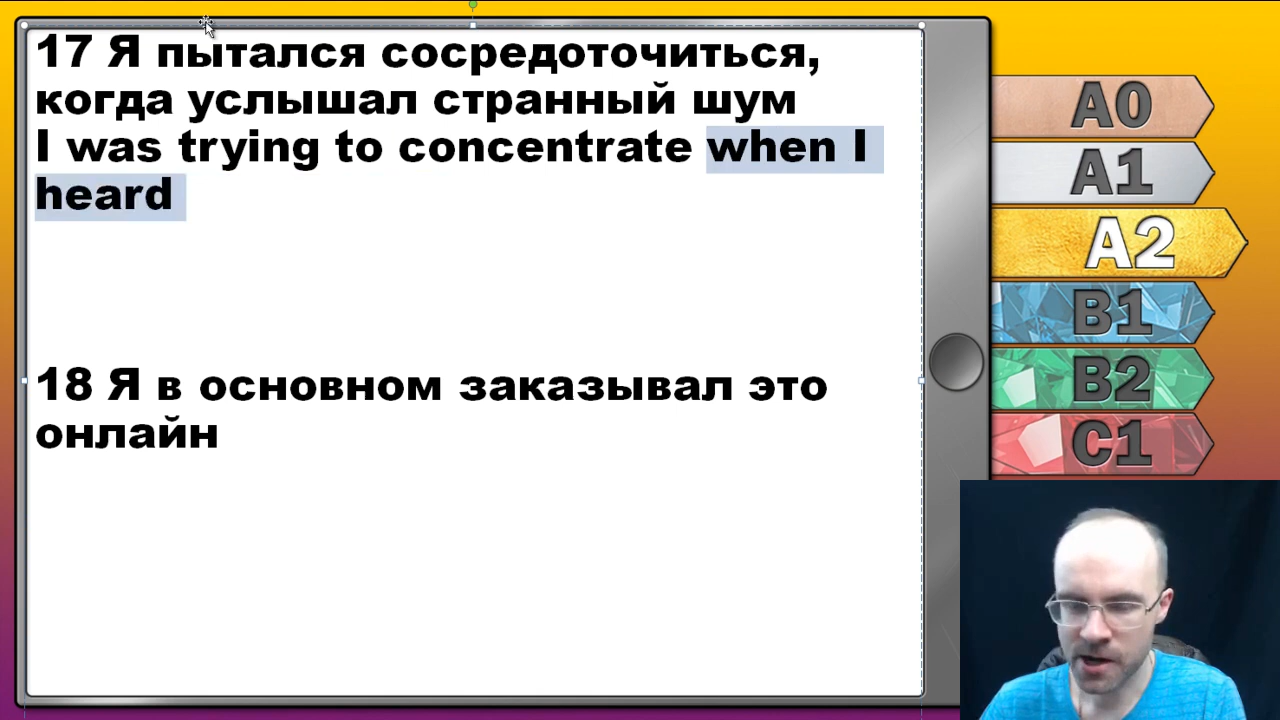 17 Я пытался сосредоточиться,
когда услышал странный шум
I was trying to concentrate when I
heard
18 Я в основном заказывал это
онлайн
A0
A1
A2
B1
B2
C1